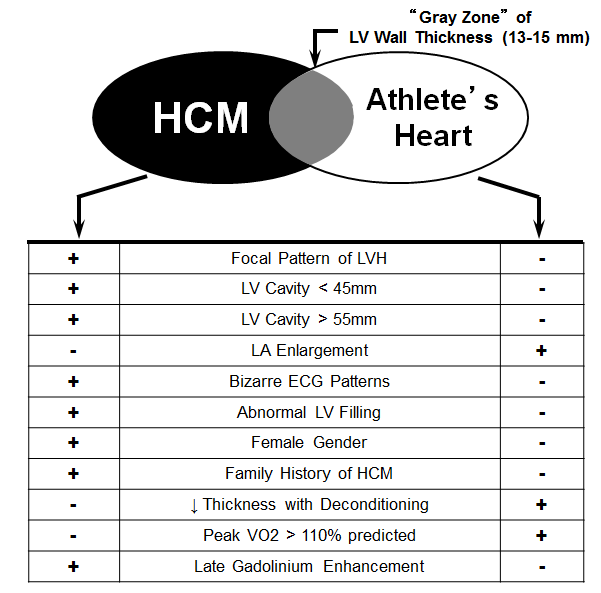 “Gray Zone” of
LV Wall Thickness (13-15 mm)
HCM
Athlete’s
Heart
+ Focal Pattern of LVH -
+ LV Cavity < 45mm -
+ LV Cavity > 55mm -
- LA Enlargement +
+ Bizarre ECG Patterns -
+ Abnormal LV Filling -
+ Female Gender -
+ Family History of HCM -
- ↓Thickness with Deconditioning +
- Peak VO2 > 110% predicted +
+ Late Gadolinium Enhancement -